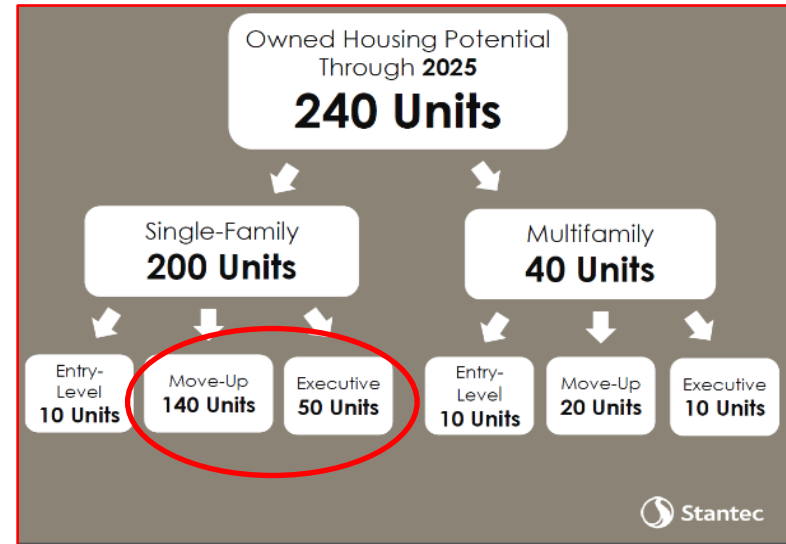 Owned Housing Potential
Through 2025
240 Units
Single-Family
200 Units
Multifamily
40 Units
Entry-
Level
10 Units
Move-Up
140 Units
Executive
50 Units
Entry-
Level
10 Units
Move-Up
20 Units
Executive
10 Units
Stantec